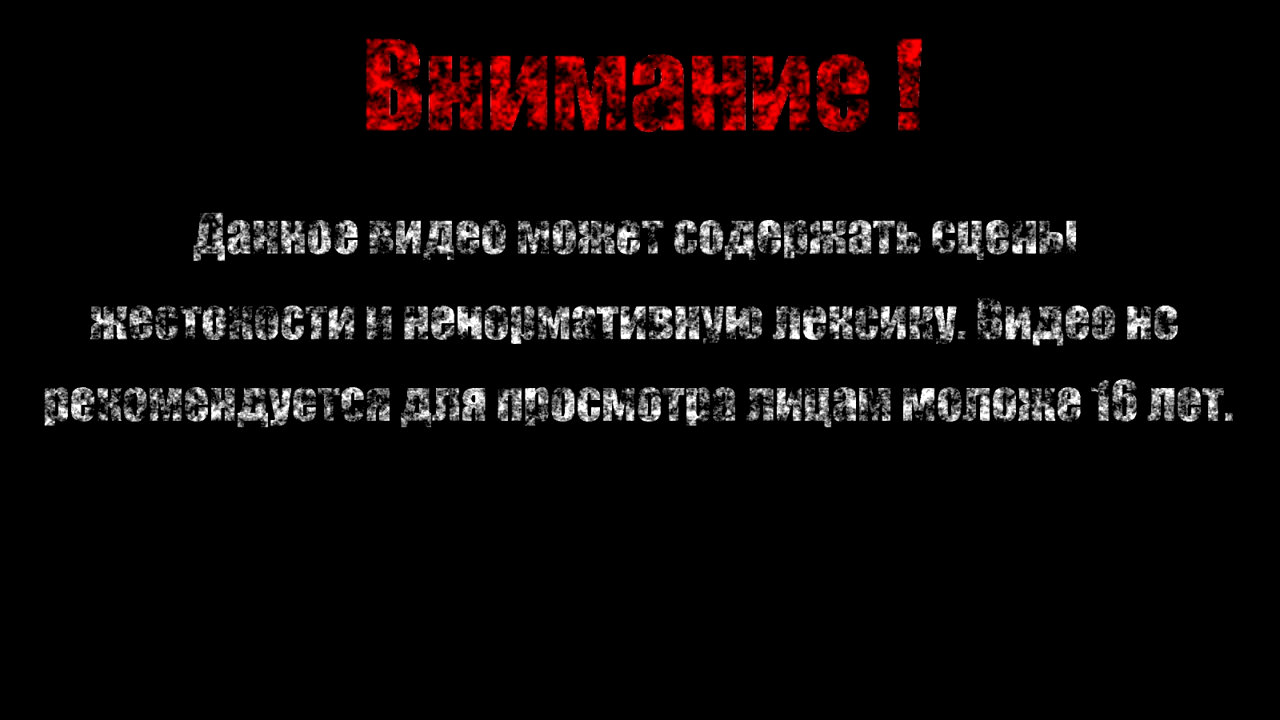 Внимание !
Данное видео может содержать сцены
жестокости и ненормативную лексику. Видео не
рекомендуется для просмотра лицам моложе 16 лет.